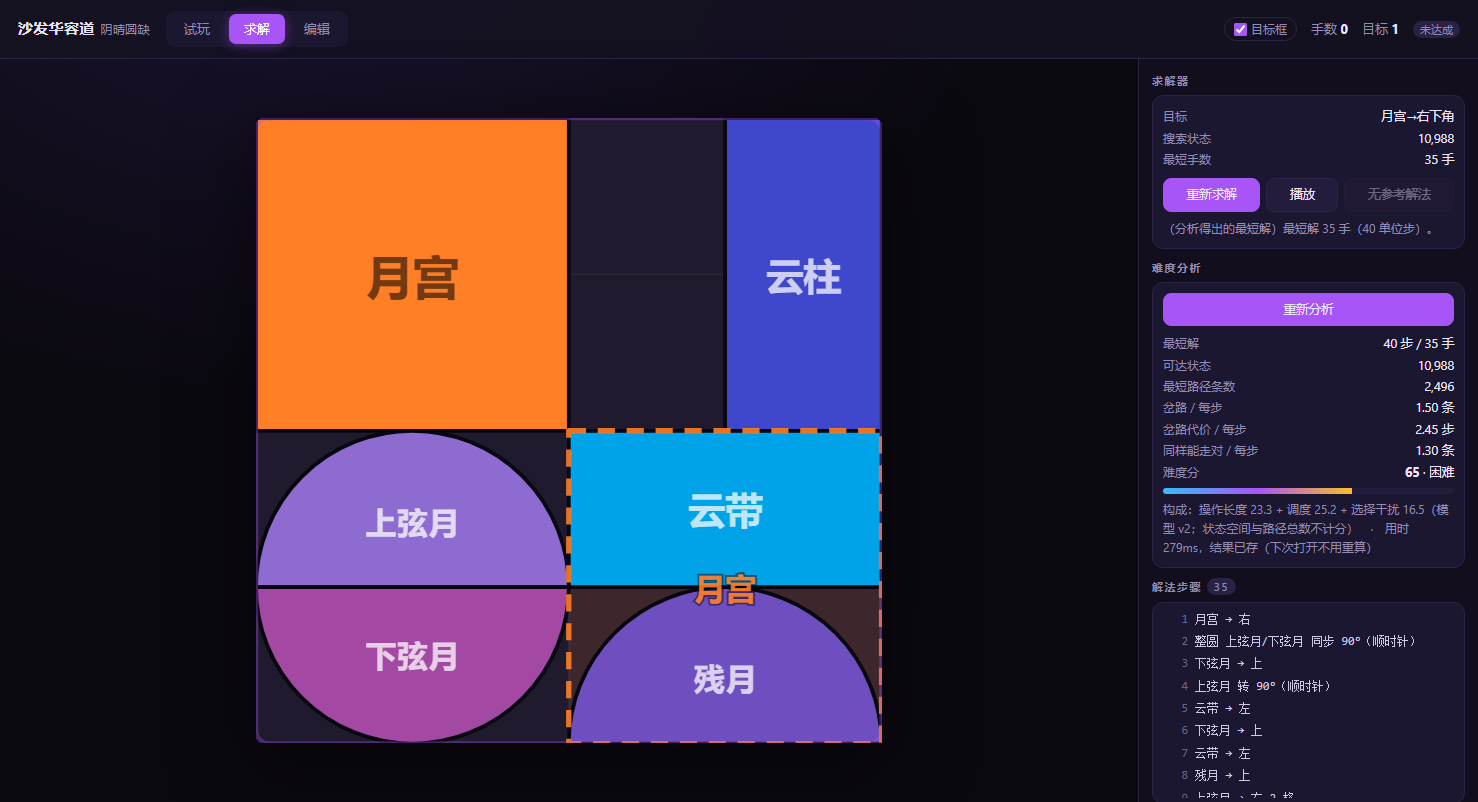 沙发华容道 阴晴圆缺 试玩 求解 编辑 目标框 手数 0 目标 1 未达成
月宫
云柱
上弦月
云带
月宫
下弦月
残月
求解器
目标 月宫→右下角
搜索状态 10,988
最短手数 35 手
重新求解 播放 无参考解法
（分析得出的最短解）最短解 35 手（40 单位步）。
难度分析
重新分析
最短解 40 步 / 35 手
可达状态 10,988
最短路径条数 2,496
岔路 / 每步 1.50 条
岔路代价 / 每步 2.45 步
同样能走对 / 每步 1.30 条
难度分 65 · 困难
构成：操作长度 23.3 + 调度 25.2 + 选择干扰 16.5（模
型 v2；状态空间与路径总数不计分） · 用时
279ms，结果已存（下次打开不用重算）
解法步骤 35
1 月宫 → 右
2 整圆 上弦月/下弦月 同步 90°（顺时针）
3 下弦月 → 上
4 上弦月 转 90°（顺时针）
5 云带 → 左
6 下弦月 → 上
7 云带 → 左
8 残月 → 上
9 上弦月 → 右 2 格